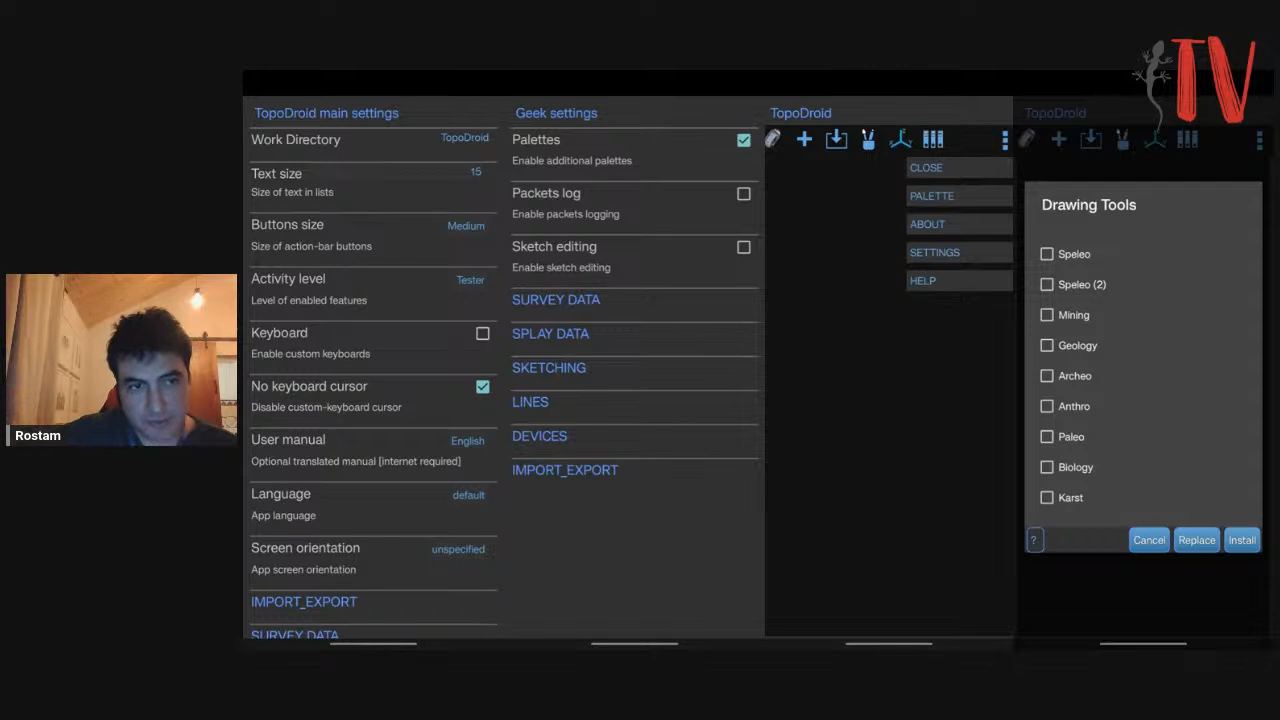 TV
TopoDroid main settings
Work Directory
TopoDroid
Text size
15
Size of text in lists
Buttons size
Medium
Size of action-bar buttons
Activity level
Tester
Level of enabled features
Keyboard
Enable custom keyboards
No keyboard cursor
Disable custom-keyboard cursor
User manual
English
Optional translated manual [internet required]
Language
default
App language
Screen orientation
unspecified
App screen orientation
IMPORT_EXPORT
SURVEY DATA
Geek settings
Palettes
Enable additional palettes
Packets log
Enable packets logging
Sketch editing
Enable sketch editing
SURVEY DATA
SPLAY DATA
SKETCHING
LINES
DEVICES
IMPORT_EXPORT
TopoDroid
CLOSE
PALETTE
ABOUT
SETTINGS
HELP
TopoDroid
Drawing Tools
Speleo
Speleo (2)
Mining
Geology
Archeo
Anthro
Paleo
Biology
Karst
?
Cancel
Replace
Install
Rostam